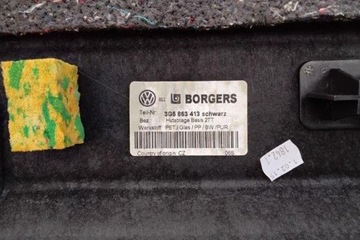 BORGERS
Teil-Nr. 3G5 863 413 schwarz
Bez. Hutablage Basis 2TT
Werkstoff PET / Glas / PP / BW / PUR
Country of origin: CZ